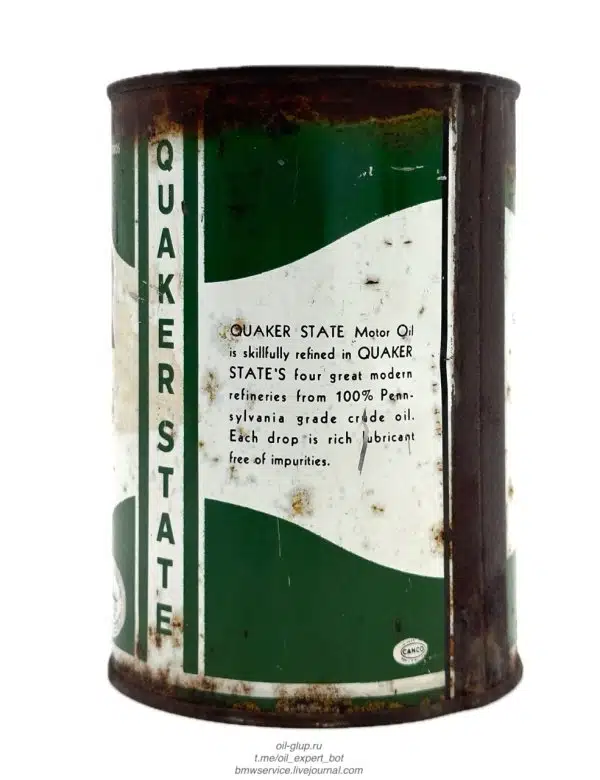 QUAKER STATE
QUAKER STATE Motor Oil
is skillfully refined in QUAKER
STATE'S four great modern
refineries from 100% Penn-
sylvania grade crude oil.
Each drop is rich lubricant
free of impurities.
CANCO
oil-glup.ru
t.me/oil_expert_bot
bmwservice.livejournal.com